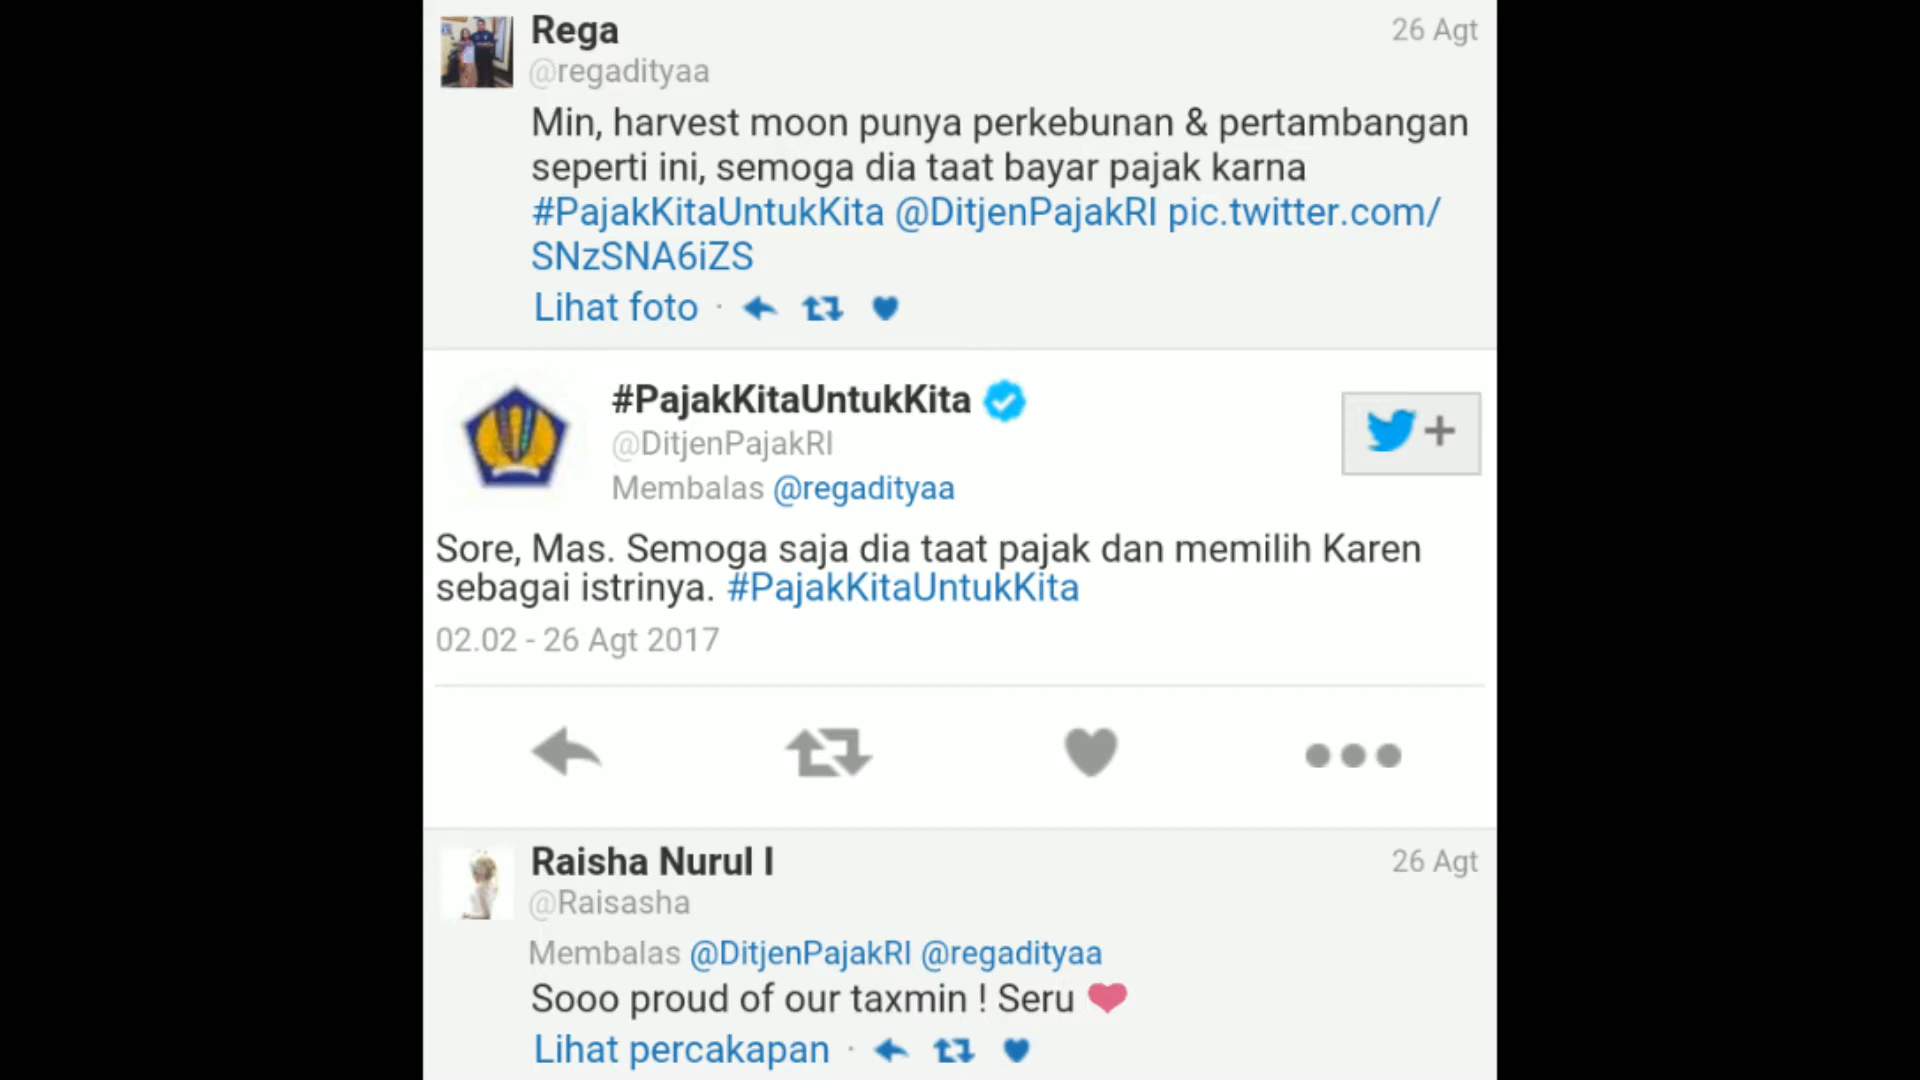 Rega
26 Agt
@regadityaa
Min, harvest moon punya perkebunan & pertambangan
seperti ini, semoga dia taat bayar pajak karna
#PajakKitaUntukKita @DitjenPajakRI pic.twitter.com/
SNzSNA6iZS
Lihat foto ·
#PajakKitaUntukKita
@DitjenPajakRI
Membalas @regadityaa
+
Sore, Mas. Semoga saja dia taat pajak dan memilih Karen
sebagai istrinya. #PajakKitaUntukKita
02.02 - 26 Agt 2017
Raisha Nurul I
26 Agt
@Raisasha
Membalas @DitjenPajakRI @regadityaa
Sooo proud of our taxmin ! Seru ❤
Lihat percakapan ·